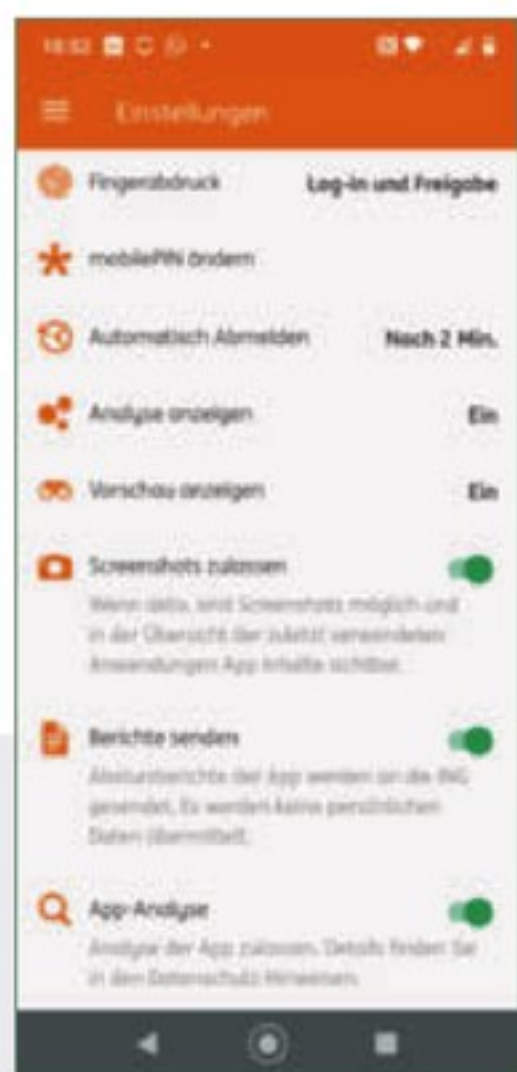 Einstellungen
Fingerabdruck Log-in und Freigabe
mobilePIN ändern
Automatisch Abmelden Nach 2 Min.
Analyse anzeigen Ein
Vorschau anzeigen Ein
Screenshots zulassen
Wenn aktiv, sind Screenshots möglich und
in der Übersicht der zuletzt verwendeten
Anwendungen App Inhalte sichtbar.
Berichte senden
Absturzberichte der App werden an die ING
gesendet. Es werden keine persönlichen
Daten übermittelt.
App-Analyse
Analyse der App zulassen. Details finden Sie
in den Datenschutz Hinweisen.